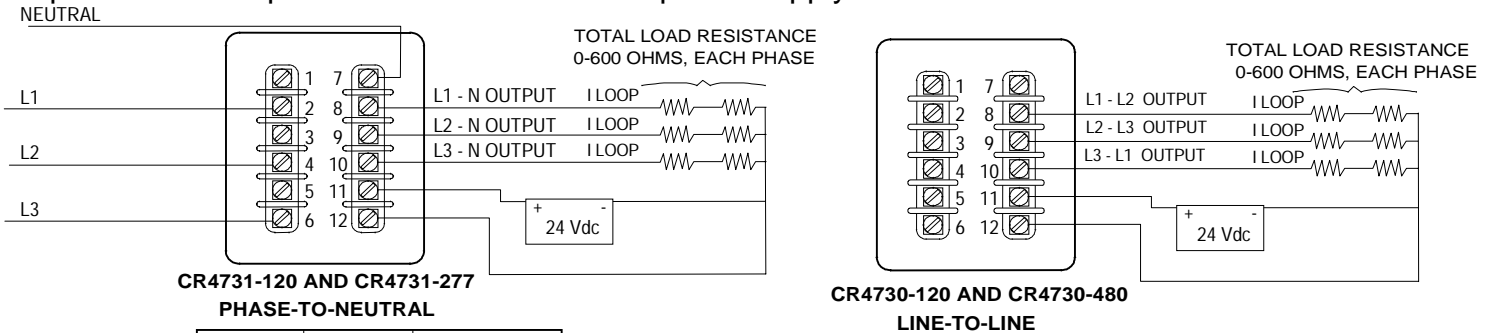 NEUTRAL
L1
L2
L3
1 7
2 8
3 9
4 10
5 11
6 12
TOTAL LOAD RESISTANCE
0-600 OHMS, EACH PHASE
L1 - N OUTPUT I LOOP
L2 - N OUTPUT I LOOP
L3 - N OUTPUT I LOOP
+ -
24 Vdc
CR4731-120 AND CR4731-277
PHASE-TO-NEUTRAL
1 7
2 8
3 9
4 10
5 11
6 12
TOTAL LOAD RESISTANCE
0-600 OHMS, EACH PHASE
L1 - L2 OUTPUT I LOOP
L2 - L3 OUTPUT I LOOP
L3 - L1 OUTPUT I LOOP
+ -
24 Vdc
CR4730-120 AND CR4730-480
LINE-TO-LINE